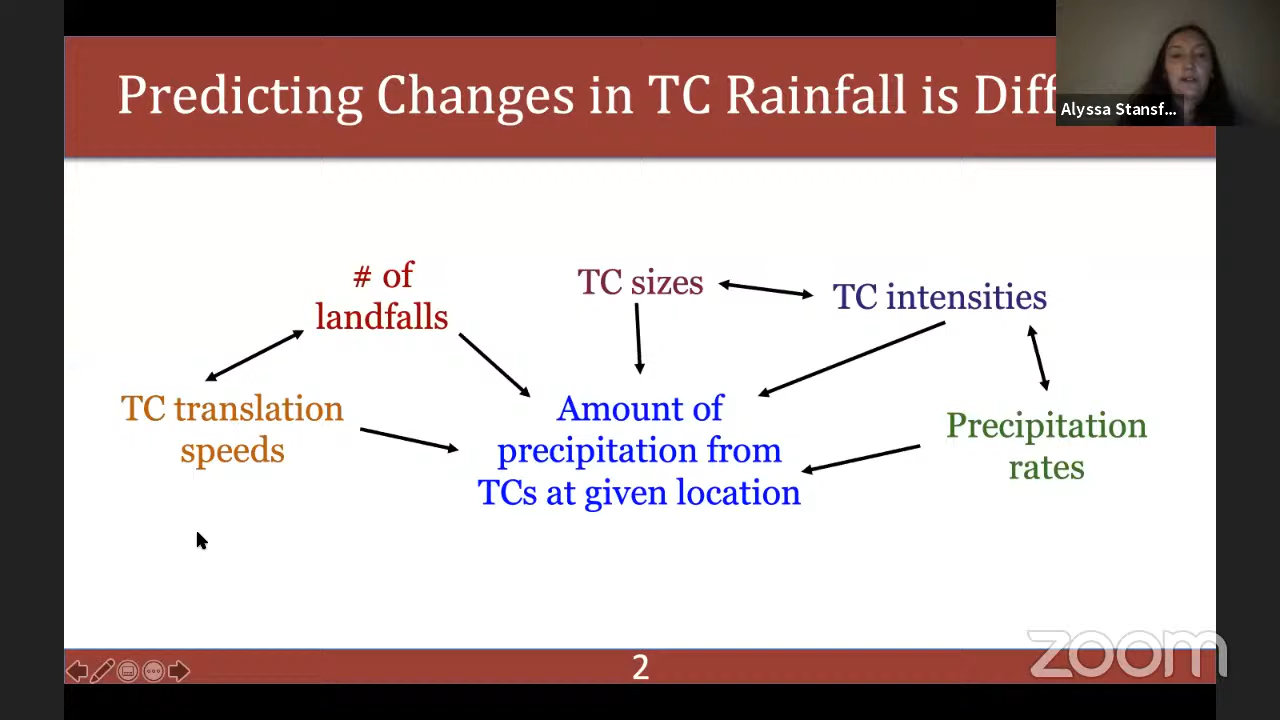 Predicting Changes in TC Rainfall is Diff
Alyssa Stansf...
# of
landfalls
TC sizes
TC intensities
TC translation
speeds
Amount of
precipitation from
TCs at given location
Precipitation
rates
2
zoom